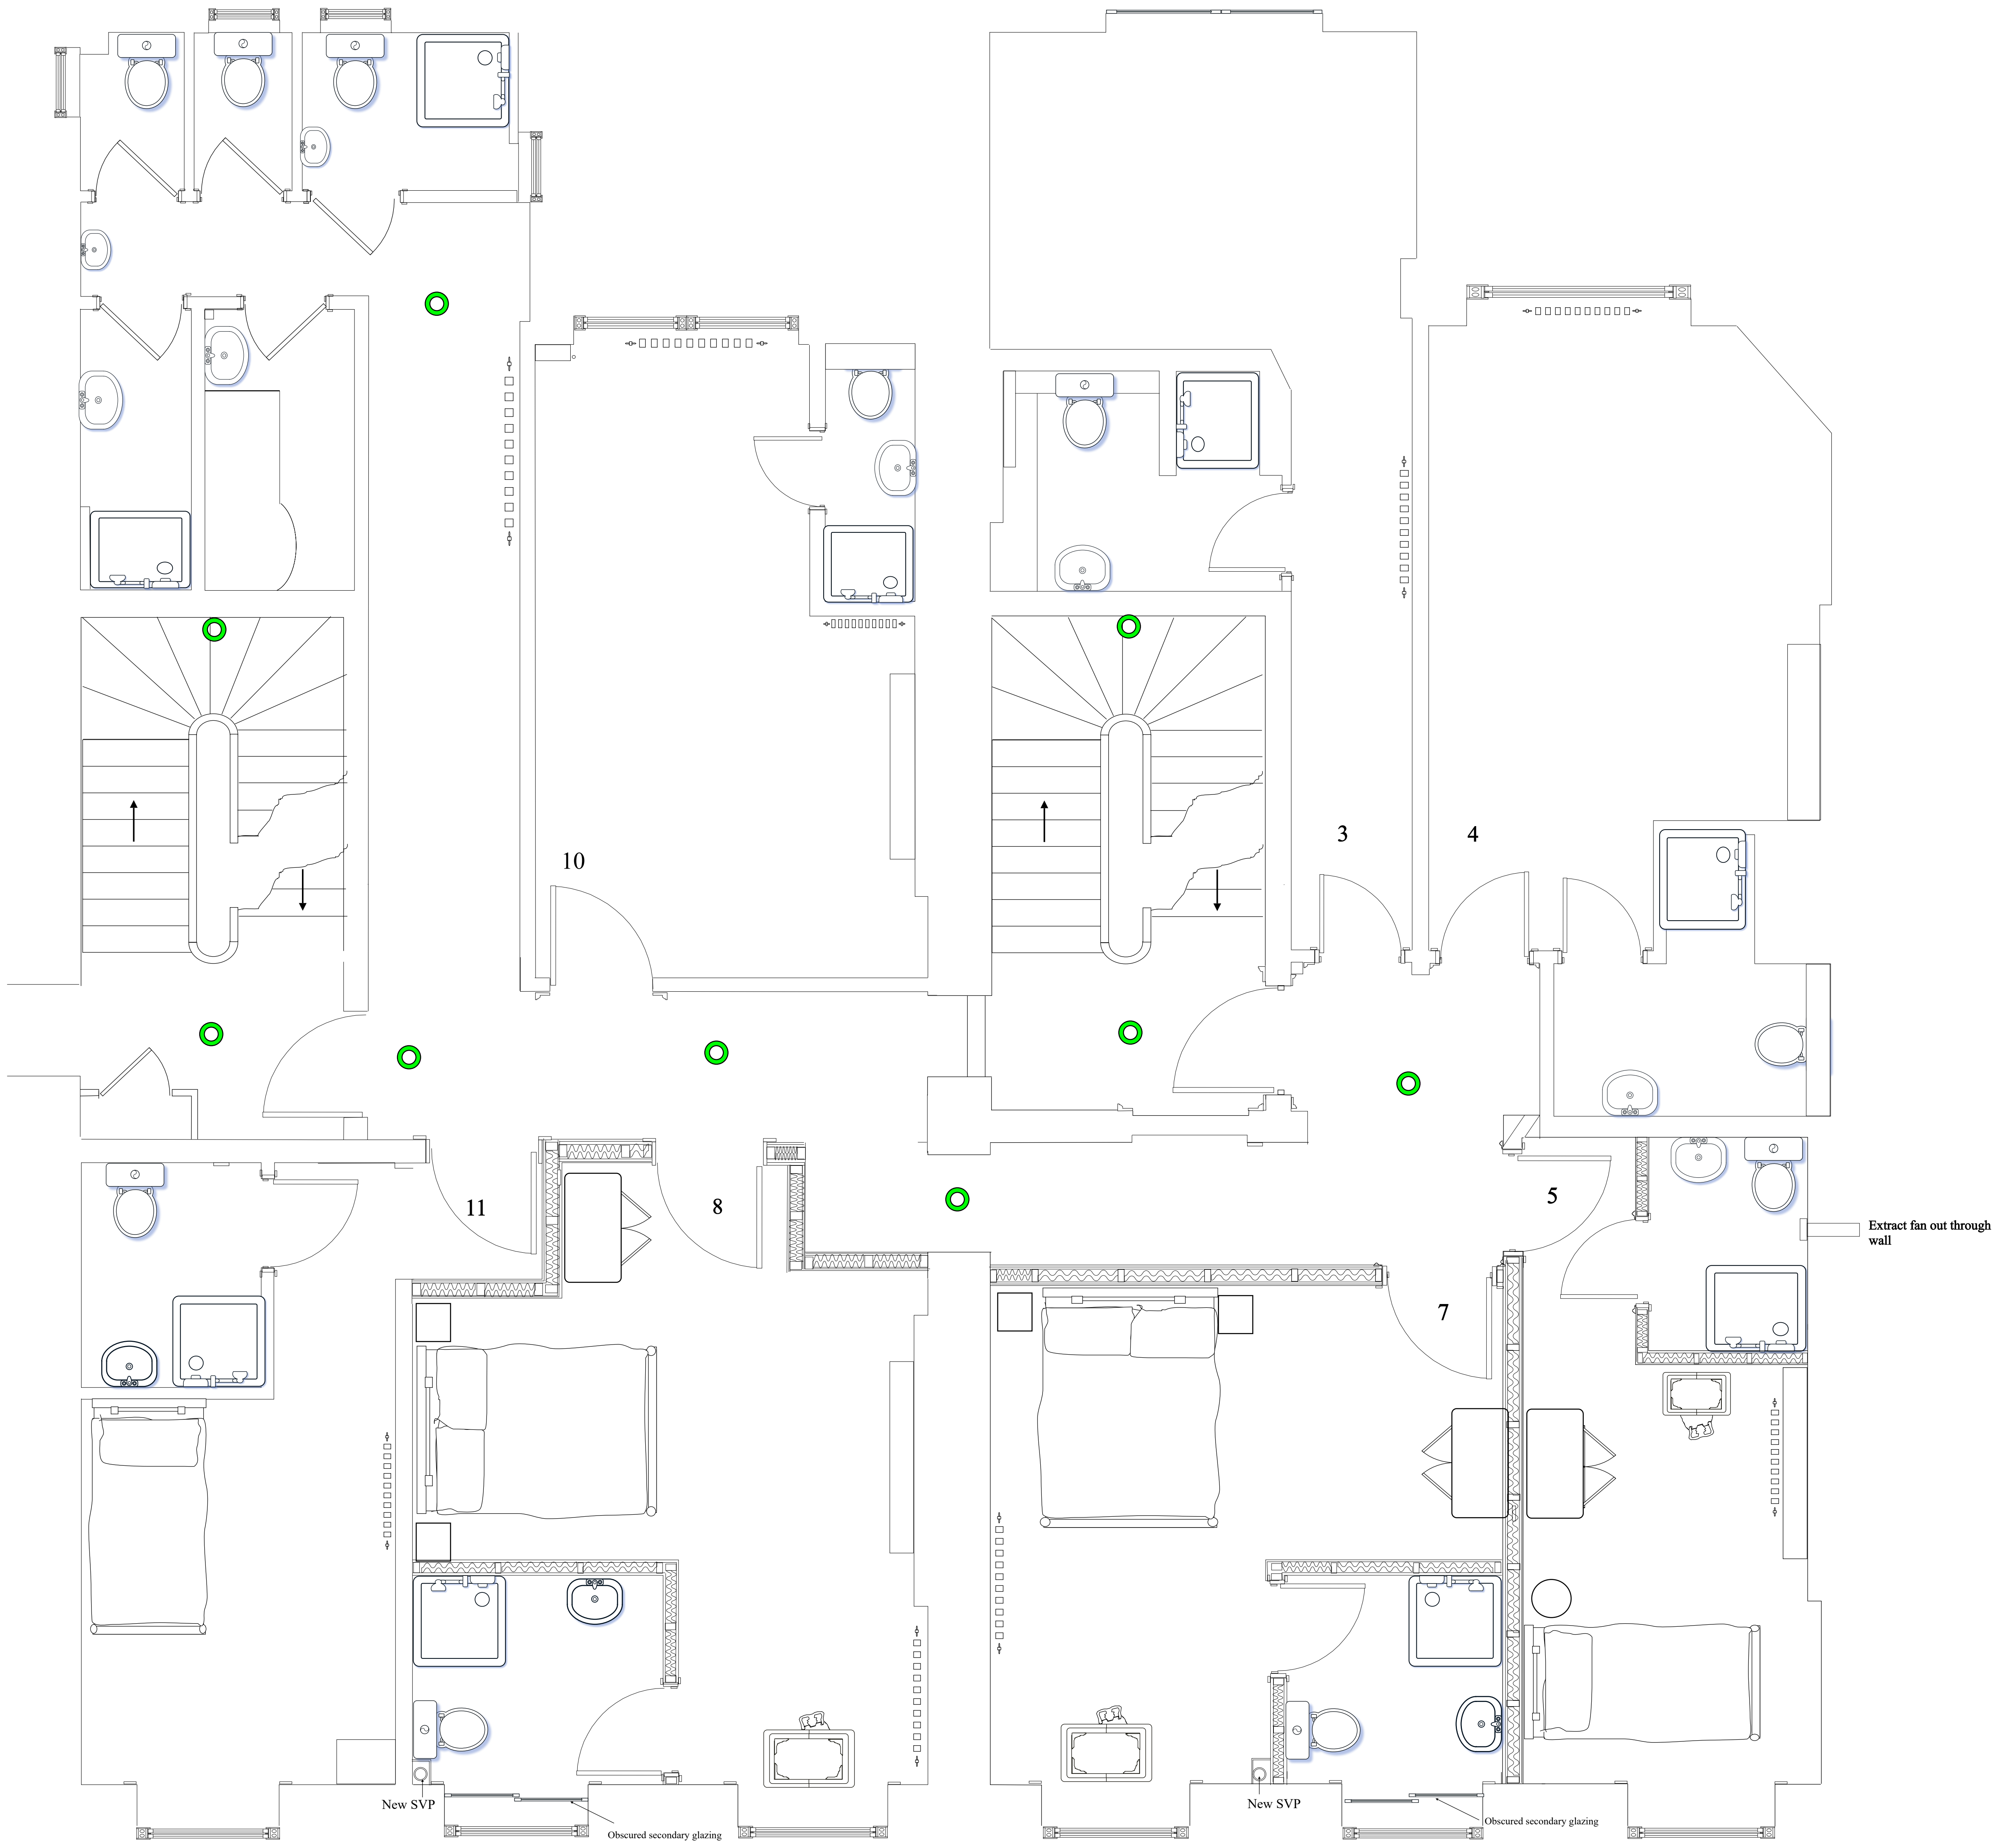 3
4
10
11
8
5
Extract fan out through
wall
7
New SVP
Obscured secondary glazing
New SVP
Obscured secondary glazing